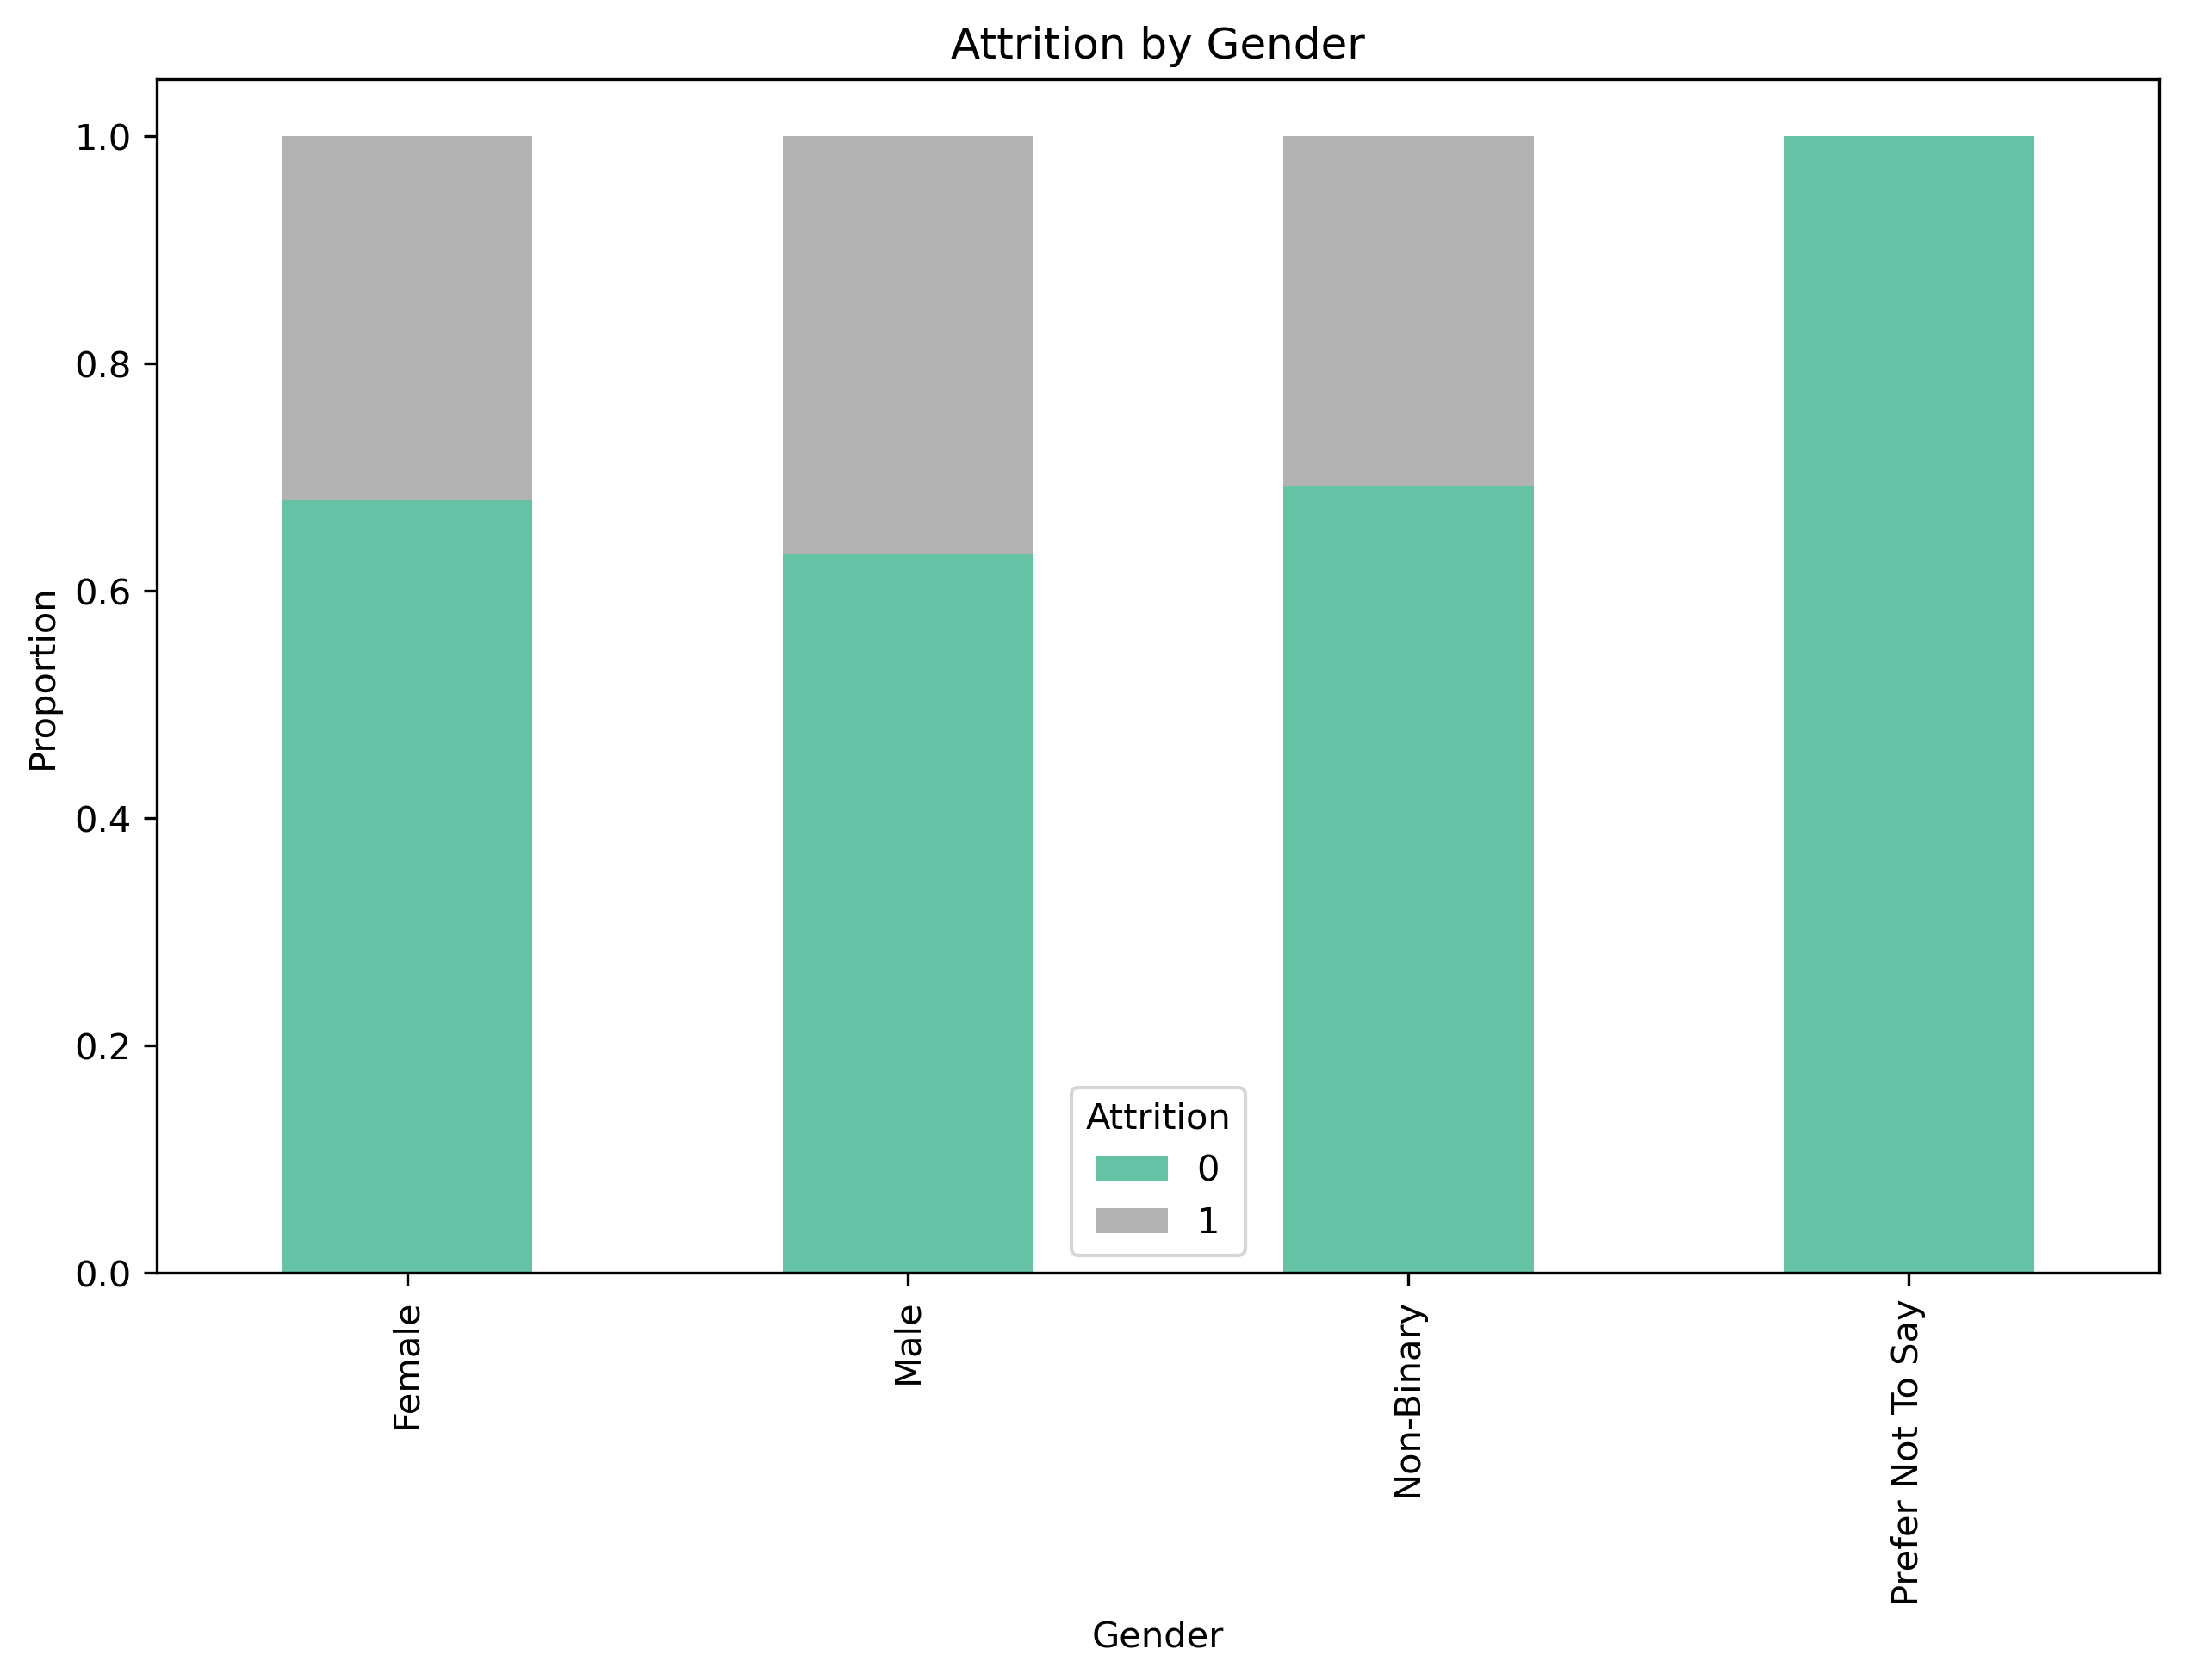 Attrition by Gender
1.0
0.8
0.6
0.4
0.2
0.0
Proportion
Attrition
0
1
Female
Male
Non-Binary
Prefer Not To Say
Gender